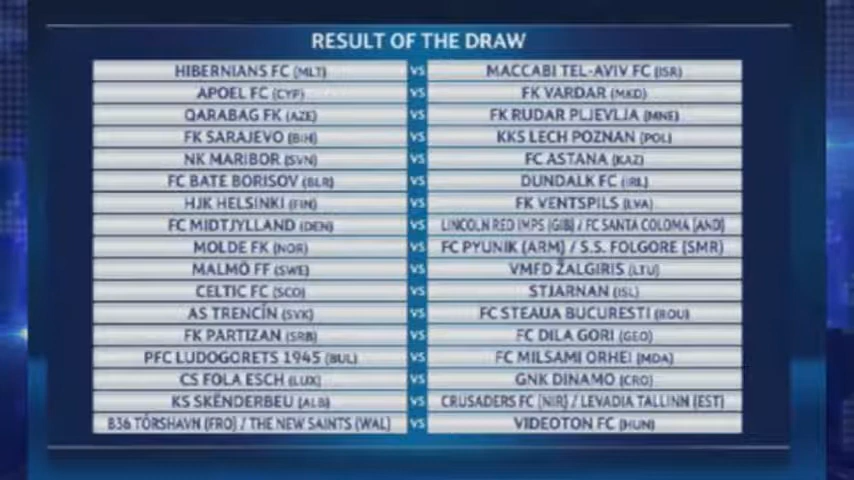 RESULT OF THE DRAW
HIBERNIANS FC (MLT) VS MACCABI TEL-AVIV FC (ISR)
APOEL FC (CYP) VS FK VARDAR (MKD)
QARABAG FK (AZE) VS FK RUDAR PLJEVLJA (MNE)
FK SARAJEVO (BIH) VS KKS LECH POZNAN (POL)
NK MARIBOR (SVN) VS FC ASTANA (KAZ)
FC BATE BORISOV (BLR) VS DUNDALK FC (IRL)
HJK HELSINKI (FIN) VS FK VENTSPILS (LVA)
FC MIDTJYLLAND (DEN) VS LINCOLN RED IMPS (GIB) / FC SANTA COLOMA (AND)
MOLDE FK (NOR) VS FC PYUNIK (ARM) / S.S. FOLGORE (SMR)
MALMÖ FF (SWE) VS VMFD ŽALGIRIS (LTU)
CELTIC FC (SCO) VS STJARNAN (ISL)
AS TRENCÍN (SVK) VS FC STEAUA BUCURESTI (ROU)
FK PARTIZAN (SRB) VS FC DILA GORI (GEO)
PFC LUDOGORETS 1945 (BUL) VS FC MILSAMI ORHEI (MDA)
CS FOLA ESCH (LUX) VS GNK DINAMO (CRO)
KS SKËNDERBEU (ALB) VS CRUSADERS FC (NIR) / LEVADIA TALLINN (EST)
B36 TÓRSHAVN (FRO) / THE NEW SAINTS (WAL) VS VIDEOTON FC (HUN)